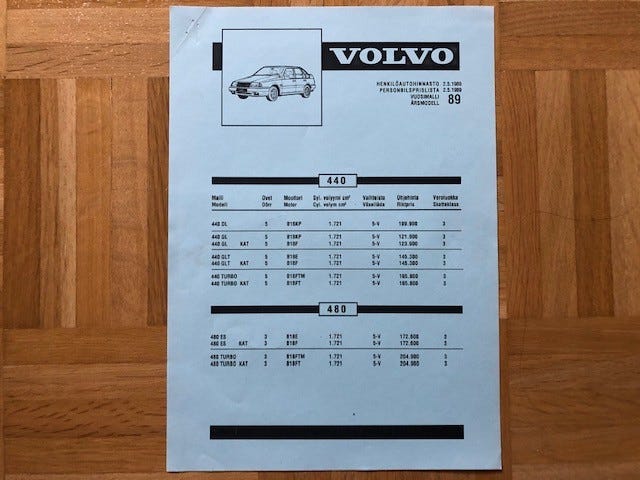 VOLVO
HENKILÖAUTOHINNASTO 2.5.1989
PERSONBILSPRISLISTA 2.5.1989
VUOSIMALLI
ÅRSMODELL 89
440
Malli Ovet Moottori Syl. velyymi cm³ Vaihteisto Ohjehinta Veroluokka
Modell Dörr Motor Cyl. volym cm³ Växellåda Riktpris Skatteklass
440 DL 5 B18KP 1.721 5-V 3
440 GL 5 B18KP 1.721 5-V 121.900 3
440 GL KAT 5 B18F 1.721 5-V 123.900 3
440 GLT 5 B18E 1.721 5-V 145.300 3
440 GLT KAT 5 B18F 1.721 5-V 145.300 3
440 TURBO 5 B18FTM 1.721 5-V 165.800 3
440 TURBO KAT 5 B18FT 1.721 5-V 165.800 3
480
480 ES 3 B18E 1.721 5-V 172.600 3
480 ES KAT 3 B18F 1.721 5-V 172.600 3
480 TURBO 3 B18FTM 1.721 5-V 204.900 3
480 TURBO KAT 3 B18FT 1.721 5-V 204.900 3